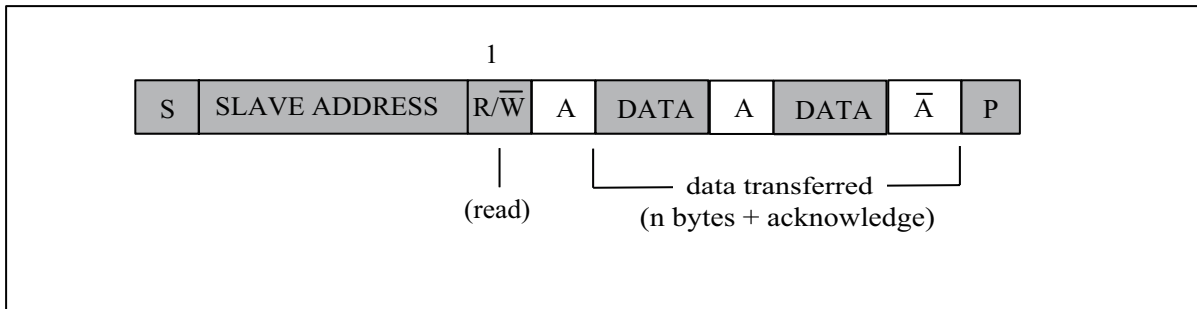 1
S SLAVE ADDRESS R/W̅ A DATA A DATA A̅ P
data transferred
(read) (n bytes + acknowledge)